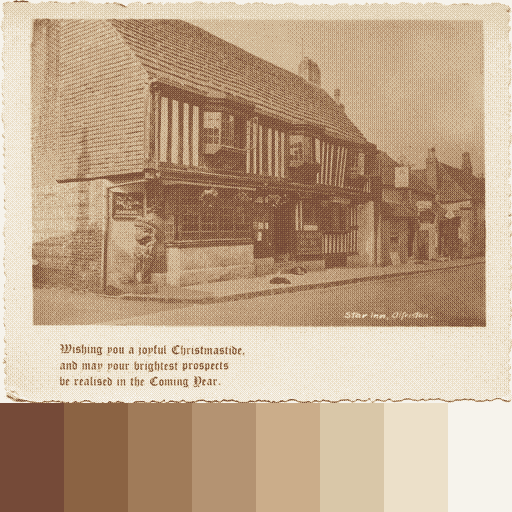 Star Inn, Alfriston.
Wishing you a joyful Christmastide,
and may your brightest prospects
be realised in the Coming Year.